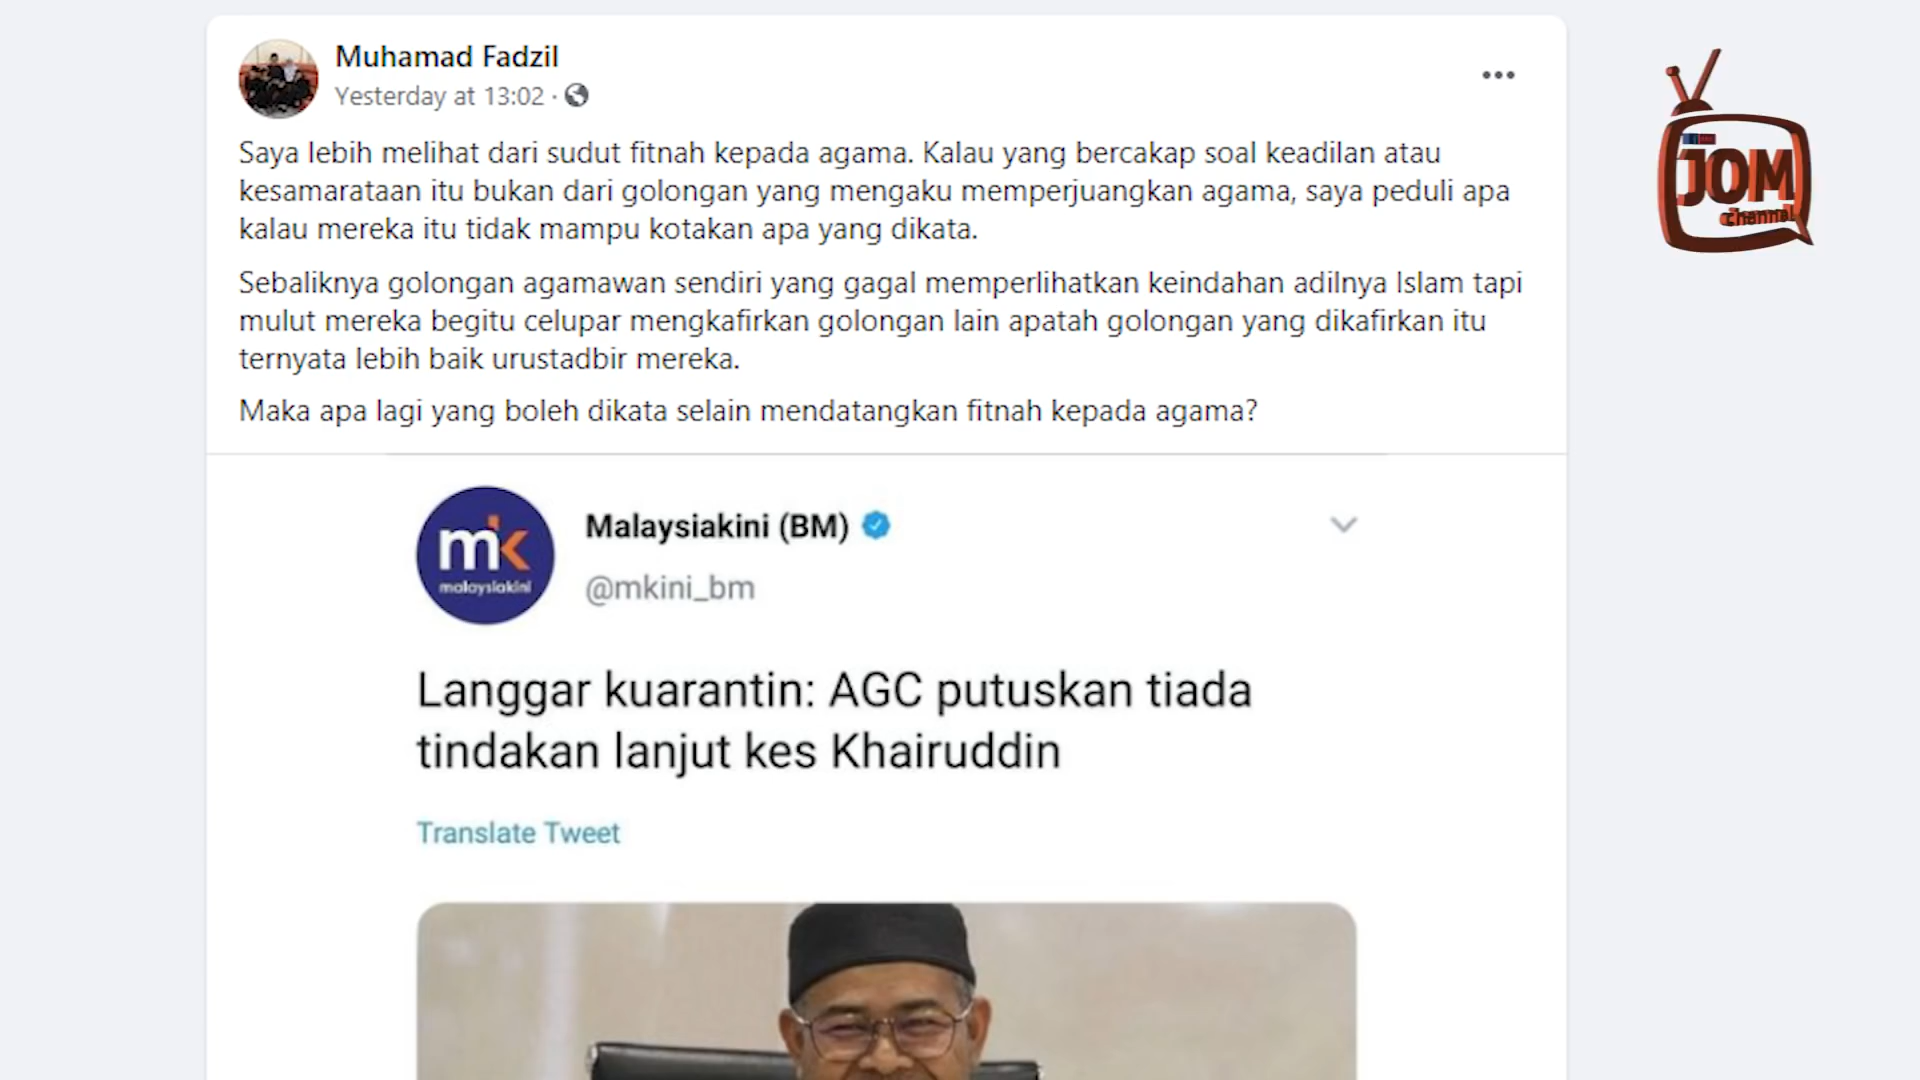 Muhamad Fadzil
Yesterday at 13:02 ·
Saya lebih melihat dari sudut fitnah kepada agama. Kalau yang bercakap soal keadilan atau
kesamarataan itu bukan dari golongan yang mengaku memperjuangkan agama, saya peduli apa
kalau mereka itu tidak mampu kotakan apa yang dikata.
Sebaliknya golongan agamawan sendiri yang gagal memperlihatkan keindahan adilnya Islam tapi
mulut mereka begitu celupar mengkafirkan golongan lain apatah golongan yang dikafirkan itu
ternyata lebih baik urustadbir mereka.
Maka apa lagi yang boleh dikata selain mendatangkan fitnah kepada agama?
JOM
channel
mk
malaysiakini
Malaysiakini (BM)
@mkini_bm
Langgar kuarantin: AGC putuskan tiada
tindakan lanjut kes Khairuddin
Translate Tweet